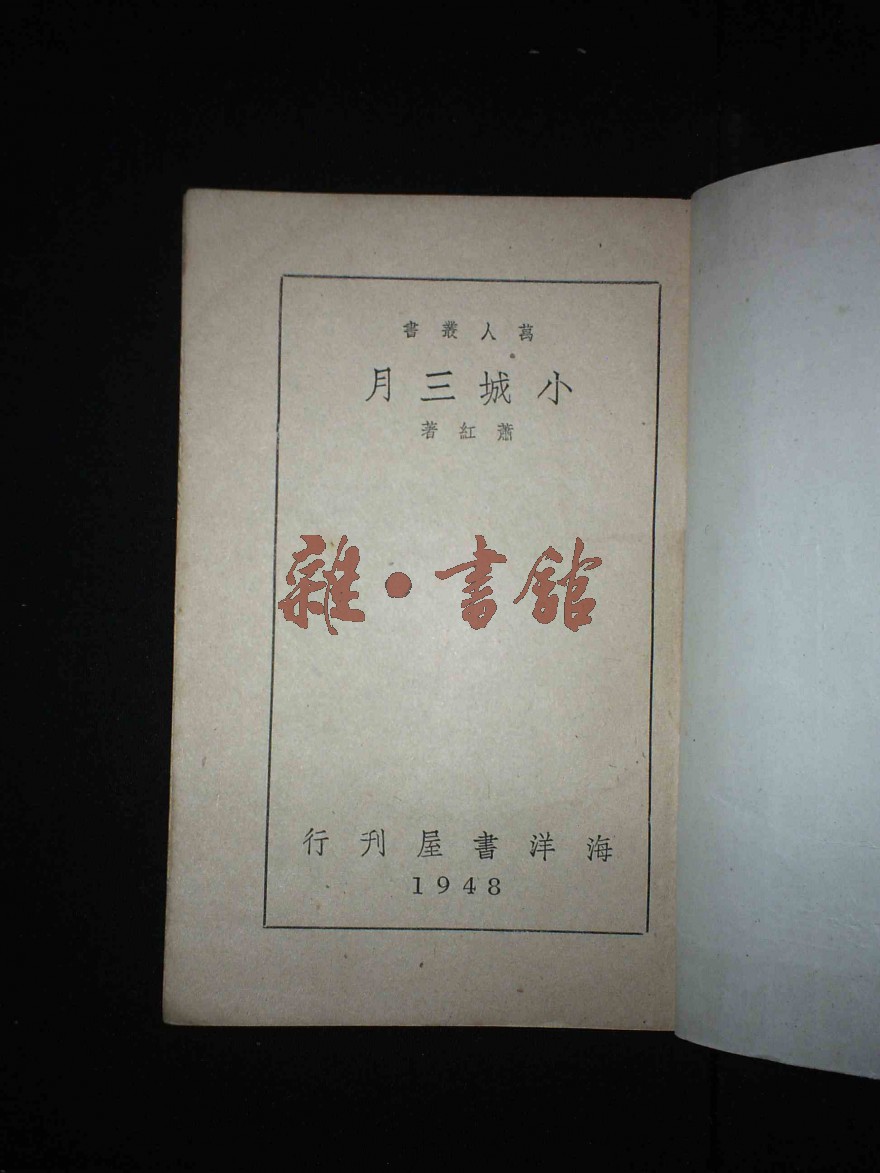 萬人叢書
小城三月
蕭紅著
雜·書館
海洋書屋刋行
1948